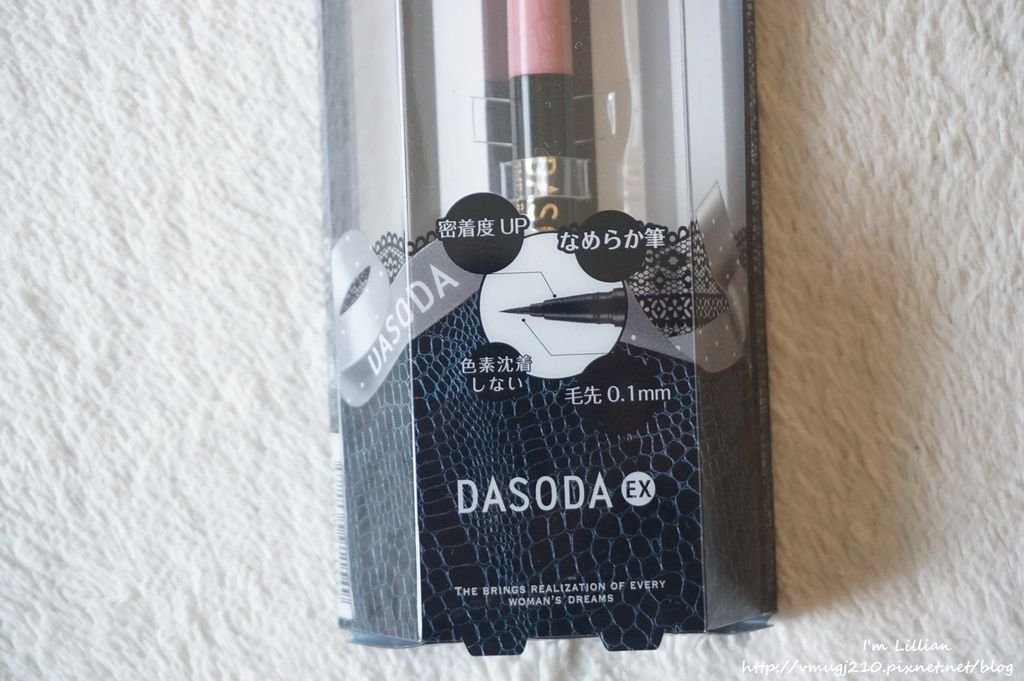 DAS
密着度 UP
なめらか筆
DASODA
色素沈着
しない
毛先 0.1mm
DASODA EX
THE BRINGS REALIZATION OF EVERY
WOMAN'S DREAMS
I'm Lillian
http://vmugj210.pixnet.net/blog